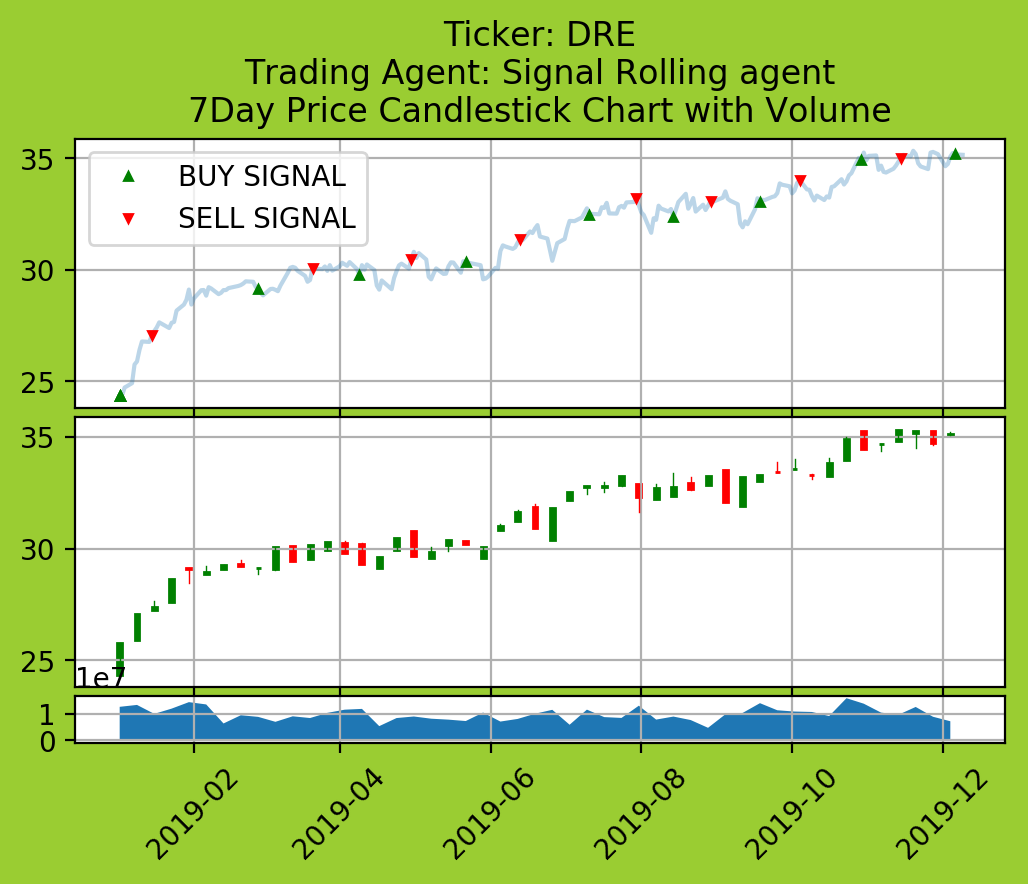 Ticker: DRE
Trading Agent: Signal Rolling agent
7Day Price Candlestick Chart with Volume
35
30
25
BUY SIGNAL
SELL SIGNAL
35
30
25
1e7
1
0
2019-02
2019-04
2019-06
2019-08
2019-10
2019-12